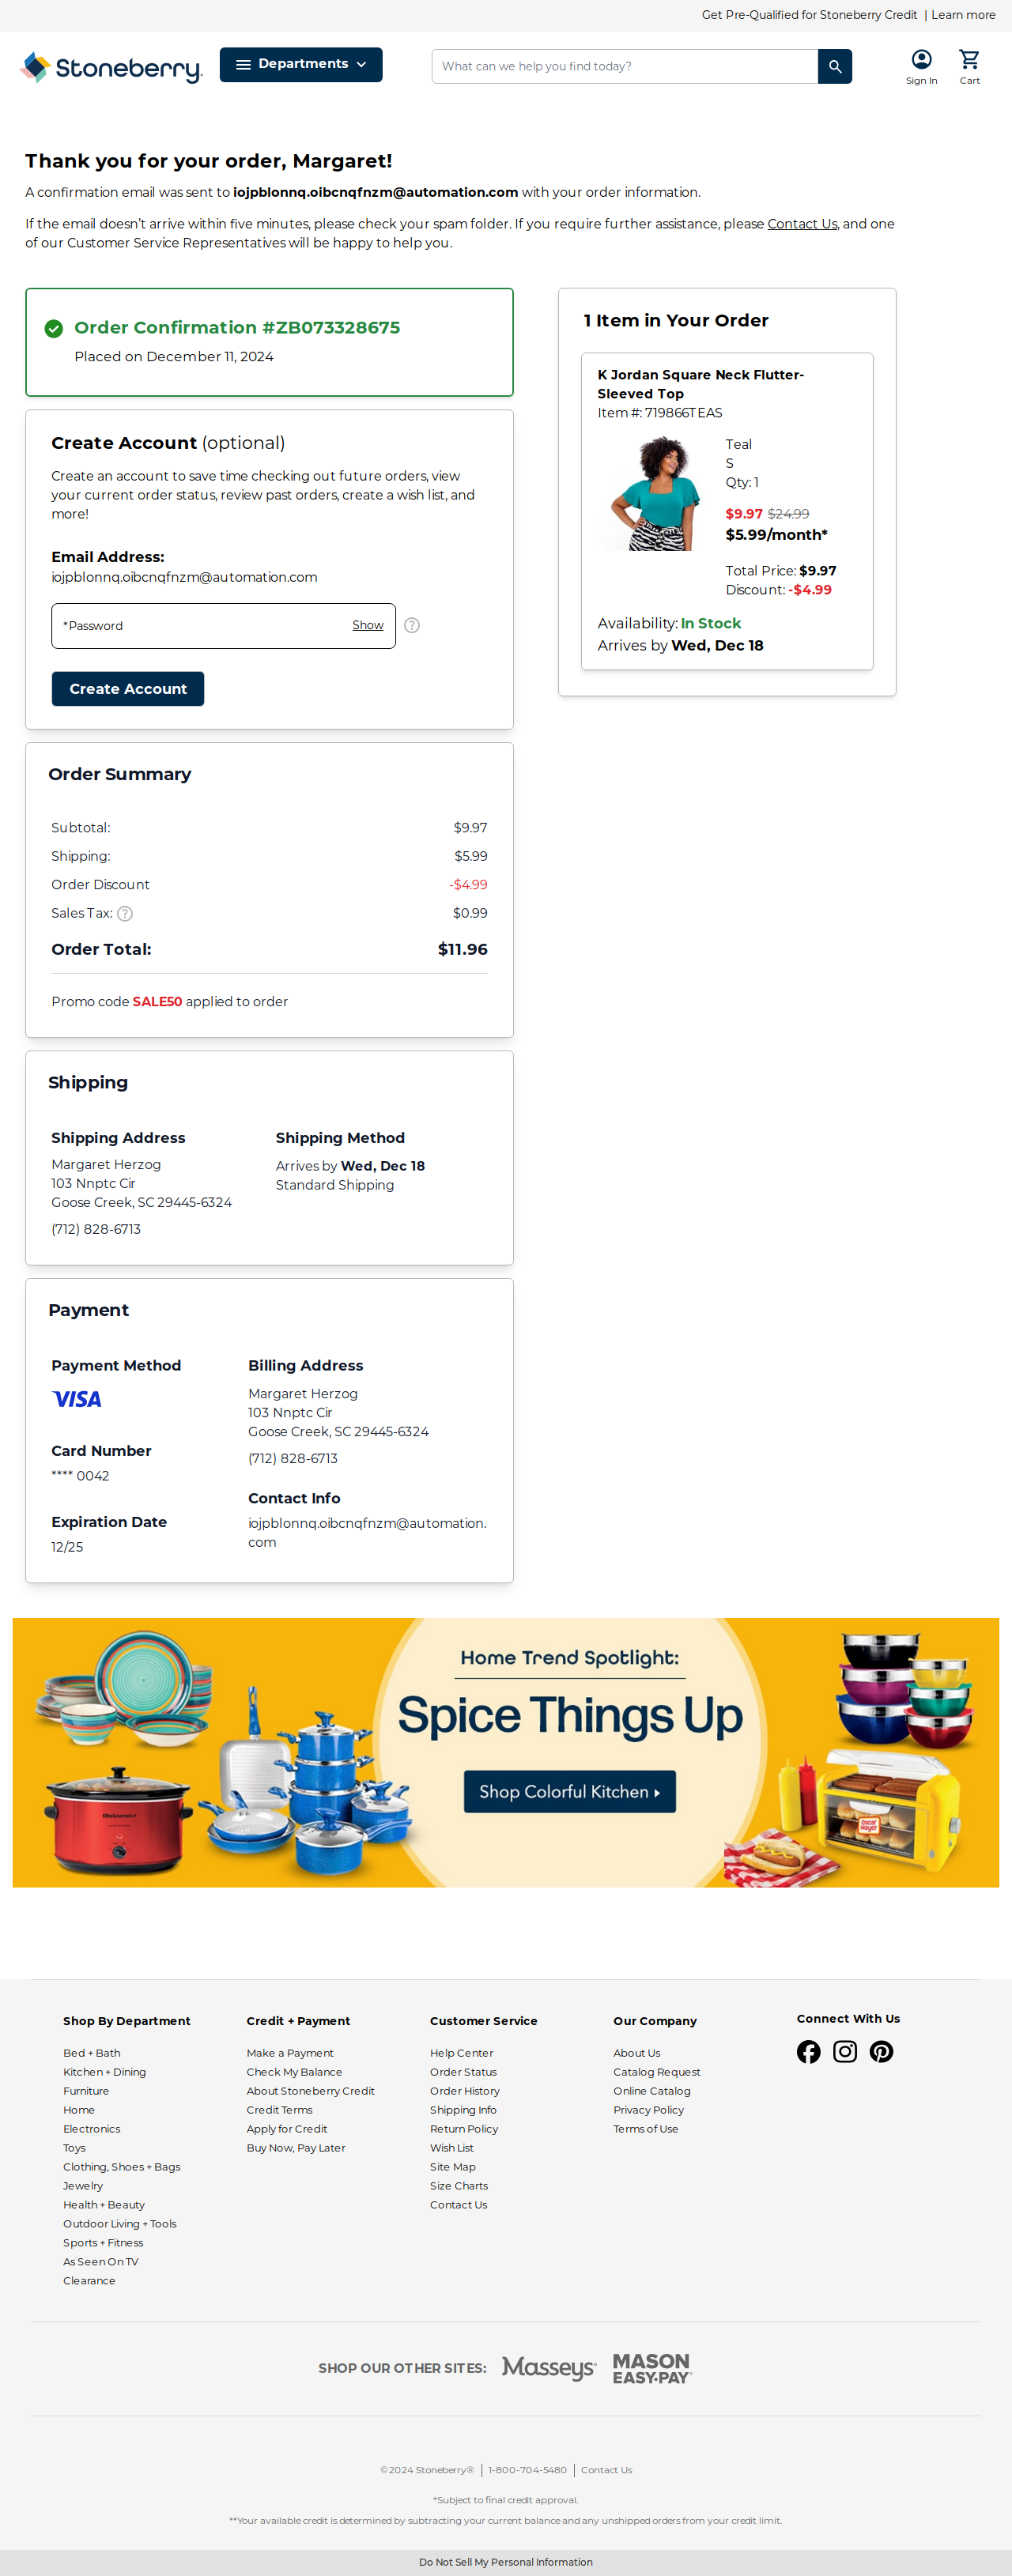 Get Pre-Qualified for Stoneberry Credit | Learn more
Stoneberry
Departments
What can we help you find today?
Sign In
Cart
Thank you for your order, Margaret!
A confirmation email was sent to iojpblonnq.oibcnqfnzm@automation.com with your order information.
If the email doesn't arrive within five minutes, please check your spam folder. If you require further assistance, please Contact Us, and one
of our Customer Service Representatives will be happy to help you.
Order Confirmation #ZB073328675
Placed on December 11, 2024
Create Account (optional)
Create an account to save time checking out future orders, view
your current order status, review past orders, create a wish list, and
more!
Email Address:
iojpblonnq.oibcnqfnzm@automation.com
*Password
Show
Create Account
1 Item in Your Order
K Jordan Square Neck Flutter-
Sleeved Top
Item #: 719866TEAS
Teal
S
Qty: 1
$9.97 $24.99
$5.99/month*
Total Price: $9.97
Discount: -$4.99
Availability: In Stock
Arrives by Wed, Dec 18
Order Summary
Subtotal: $9.97
Shipping: $5.99
Order Discount -$4.99
Sales Tax: $0.99
Order Total: $11.96
Promo code SALE50 applied to order
Shipping
Shipping Address
Margaret Herzog
103 Nnptc Cir
Goose Creek, SC 29445-6324
(712) 828-6713
Shipping Method
Arrives by Wed, Dec 18
Standard Shipping
Payment
Payment Method
VISA
Card Number
**** 0042
Expiration Date
12/25
Billing Address
Margaret Herzog
103 Nnptc Cir
Goose Creek, SC 29445-6324
(712) 828-6713
Contact Info
iojpblonnq.oibcnqfnzm@automation.
com
Home Trend Spotlight:
Spice Things Up
Shop Colorful Kitchen
Oscar
Mayer
Shop By Department
Bed + Bath
Kitchen + Dining
Furniture
Home
Electronics
Toys
Clothing, Shoes + Bags
Jewelry
Health + Beauty
Outdoor Living + Tools
Sports + Fitness
As Seen On TV
Clearance
Credit + Payment
Make a Payment
Check My Balance
About Stoneberry Credit
Credit Terms
Apply for Credit
Buy Now, Pay Later
Customer Service
Help Center
Order Status
Order History
Shipping Info
Return Policy
Wish List
Site Map
Size Charts
Contact Us
Our Company
About Us
Catalog Request
Online Catalog
Privacy Policy
Terms of Use
Connect With Us
SHOP OUR OTHER SITES:
Masseys
MASON
EASY•PAY
©2024 Stoneberry® | 1-800-704-5480 | Contact Us
*Subject to final credit approval.
**Your available credit is determined by subtracting your current balance and any unshipped orders from your credit limit.
Do Not Sell My Personal Information